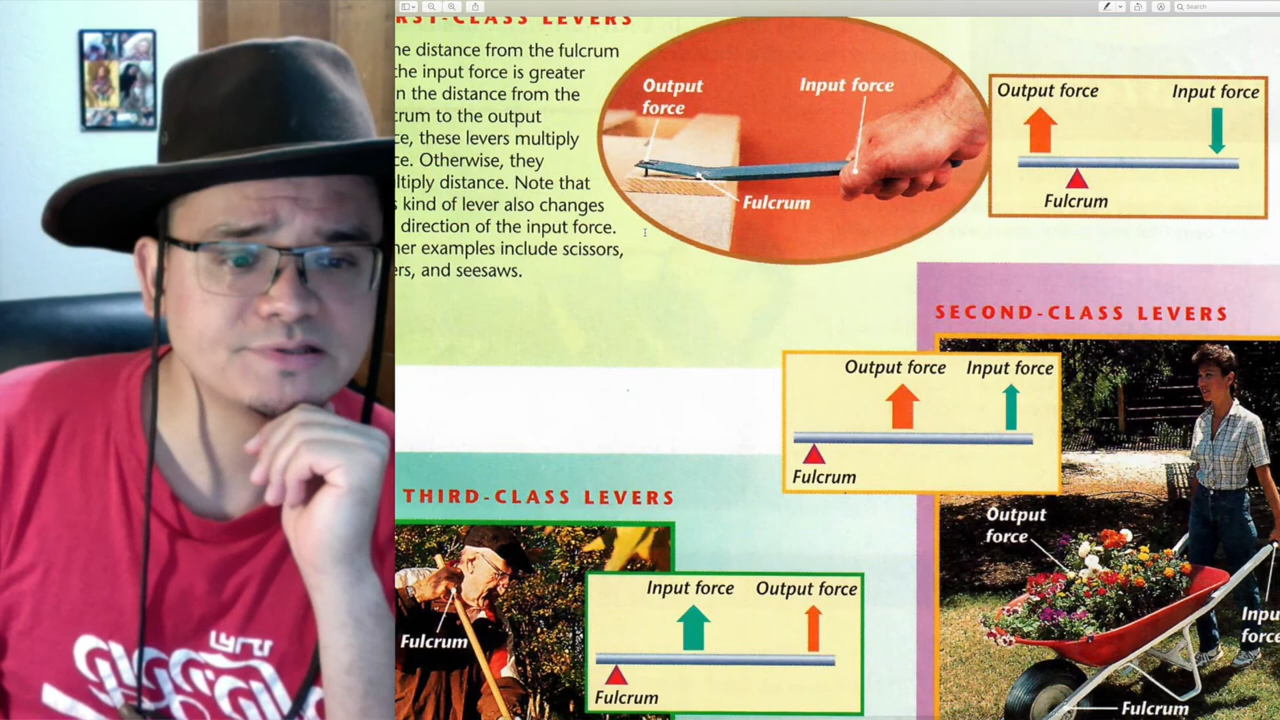 RST-CLASS LEVERS
he distance from the fulcrum
the input force is greater
n the distance from the
crum to the output
ce, these levers multiply
ce. Otherwise, they
ltiply distance. Note that
s kind of lever also changes
direction of the input force.
her examples include scissors,
ers, and seesaws.
Output
force
Input force
Fulcrum
Output force
Input force
Fulcrum
SECOND-CLASS LEVERS
Output force
Input force
Fulcrum
Output
force
Inpu
force
Fulcrum
THIRD-CLASS LEVERS
Fulcrum
Input force
Output force
Fulcrum
Search